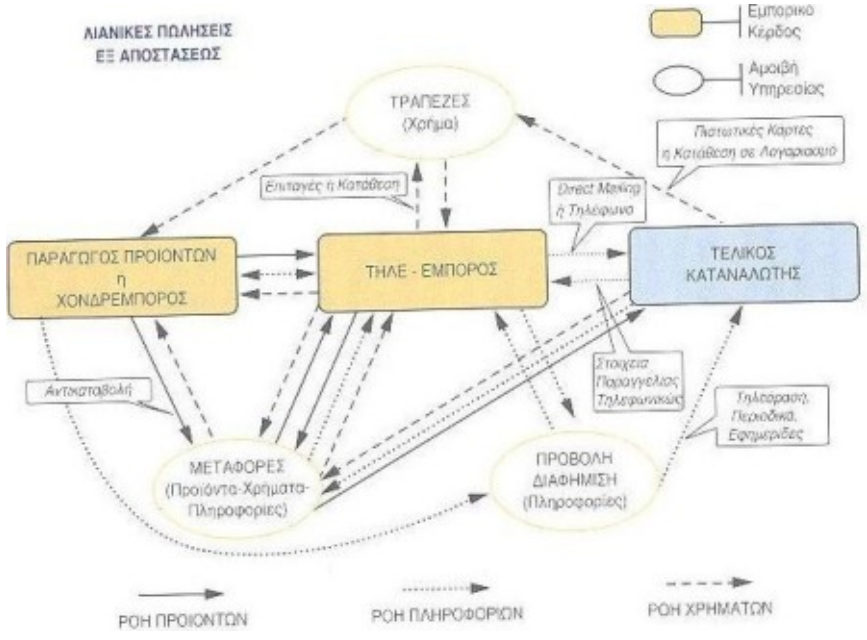 ΛΙΑΝΙΚΕΣ ΠΩΛΗΣΕΙΣ
ΕΞ ΑΠΟΣΤΑΣΕΩΣ
Εμπορικό
Κέρδος
Αμοιβή
Υπηρεσίας
ΤΡΑΠΕΖΕΣ
(Χρήμα)
Πιστωτικές Κάρτες
η Κατάθεση σε Λογαριασμό
Επιταγές ή Κατάθεση
Direct Mailing
ή Τηλέφωνο
ΠΑΡΑΓΩΓΟΣ ΠΡΟΙΟΝΤΩΝ
η
ΧΟΝΔΡΕΜΠΟΡΟΣ
ΤΗΛΕ - ΕΜΠΟΡΟΣ
ΤΕΛΙΚΟΣ
ΚΑΤΑΝΑΛΩΤΗΣ
Αντικαταβολή
Στοιχεία
Παραγγελίας
Τηλεφωνικώς
Τηλεόραση,
Περιοδικά,
Εφημερίδες
ΜΕΤΑΦΟΡΕΣ
(Προϊόντα-Χρήματα-
Πληροφορίες)
ΠΡΟΒΟΛΗ
ΔΙΑΦΗΜΙΣΗ
(Πληροφορίες)
ΡΟΗ ΠΡΟΙΟΝΤΩΝ
ΡΟΗ ΠΛΗΡΟΦΟΡΙΩΝ
ΡΟΗ ΧΡΗΜΑΤΩΝ